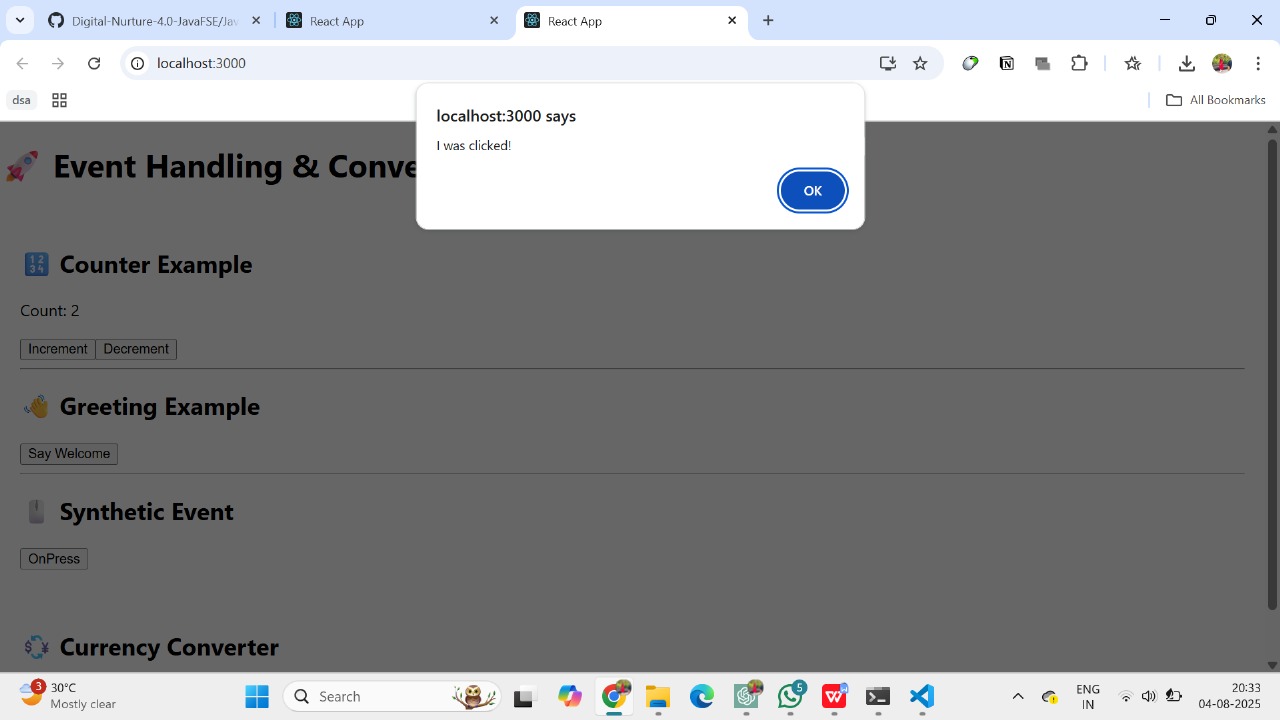 Digital-Nurture-4.0-JavaFSE/Jav
React App
React App
localhost:3000
dsa
All Bookmarks
localhost:3000 says
I was clicked!
OK
Event Handling & Conve
Counter Example
Count: 2
Increment
Decrement
Greeting Example
Say Welcome
Synthetic Event
OnPress
Currency Converter
3
30°C
Mostly clear
Search
5
ENG
IN
20:33
04-08-2025